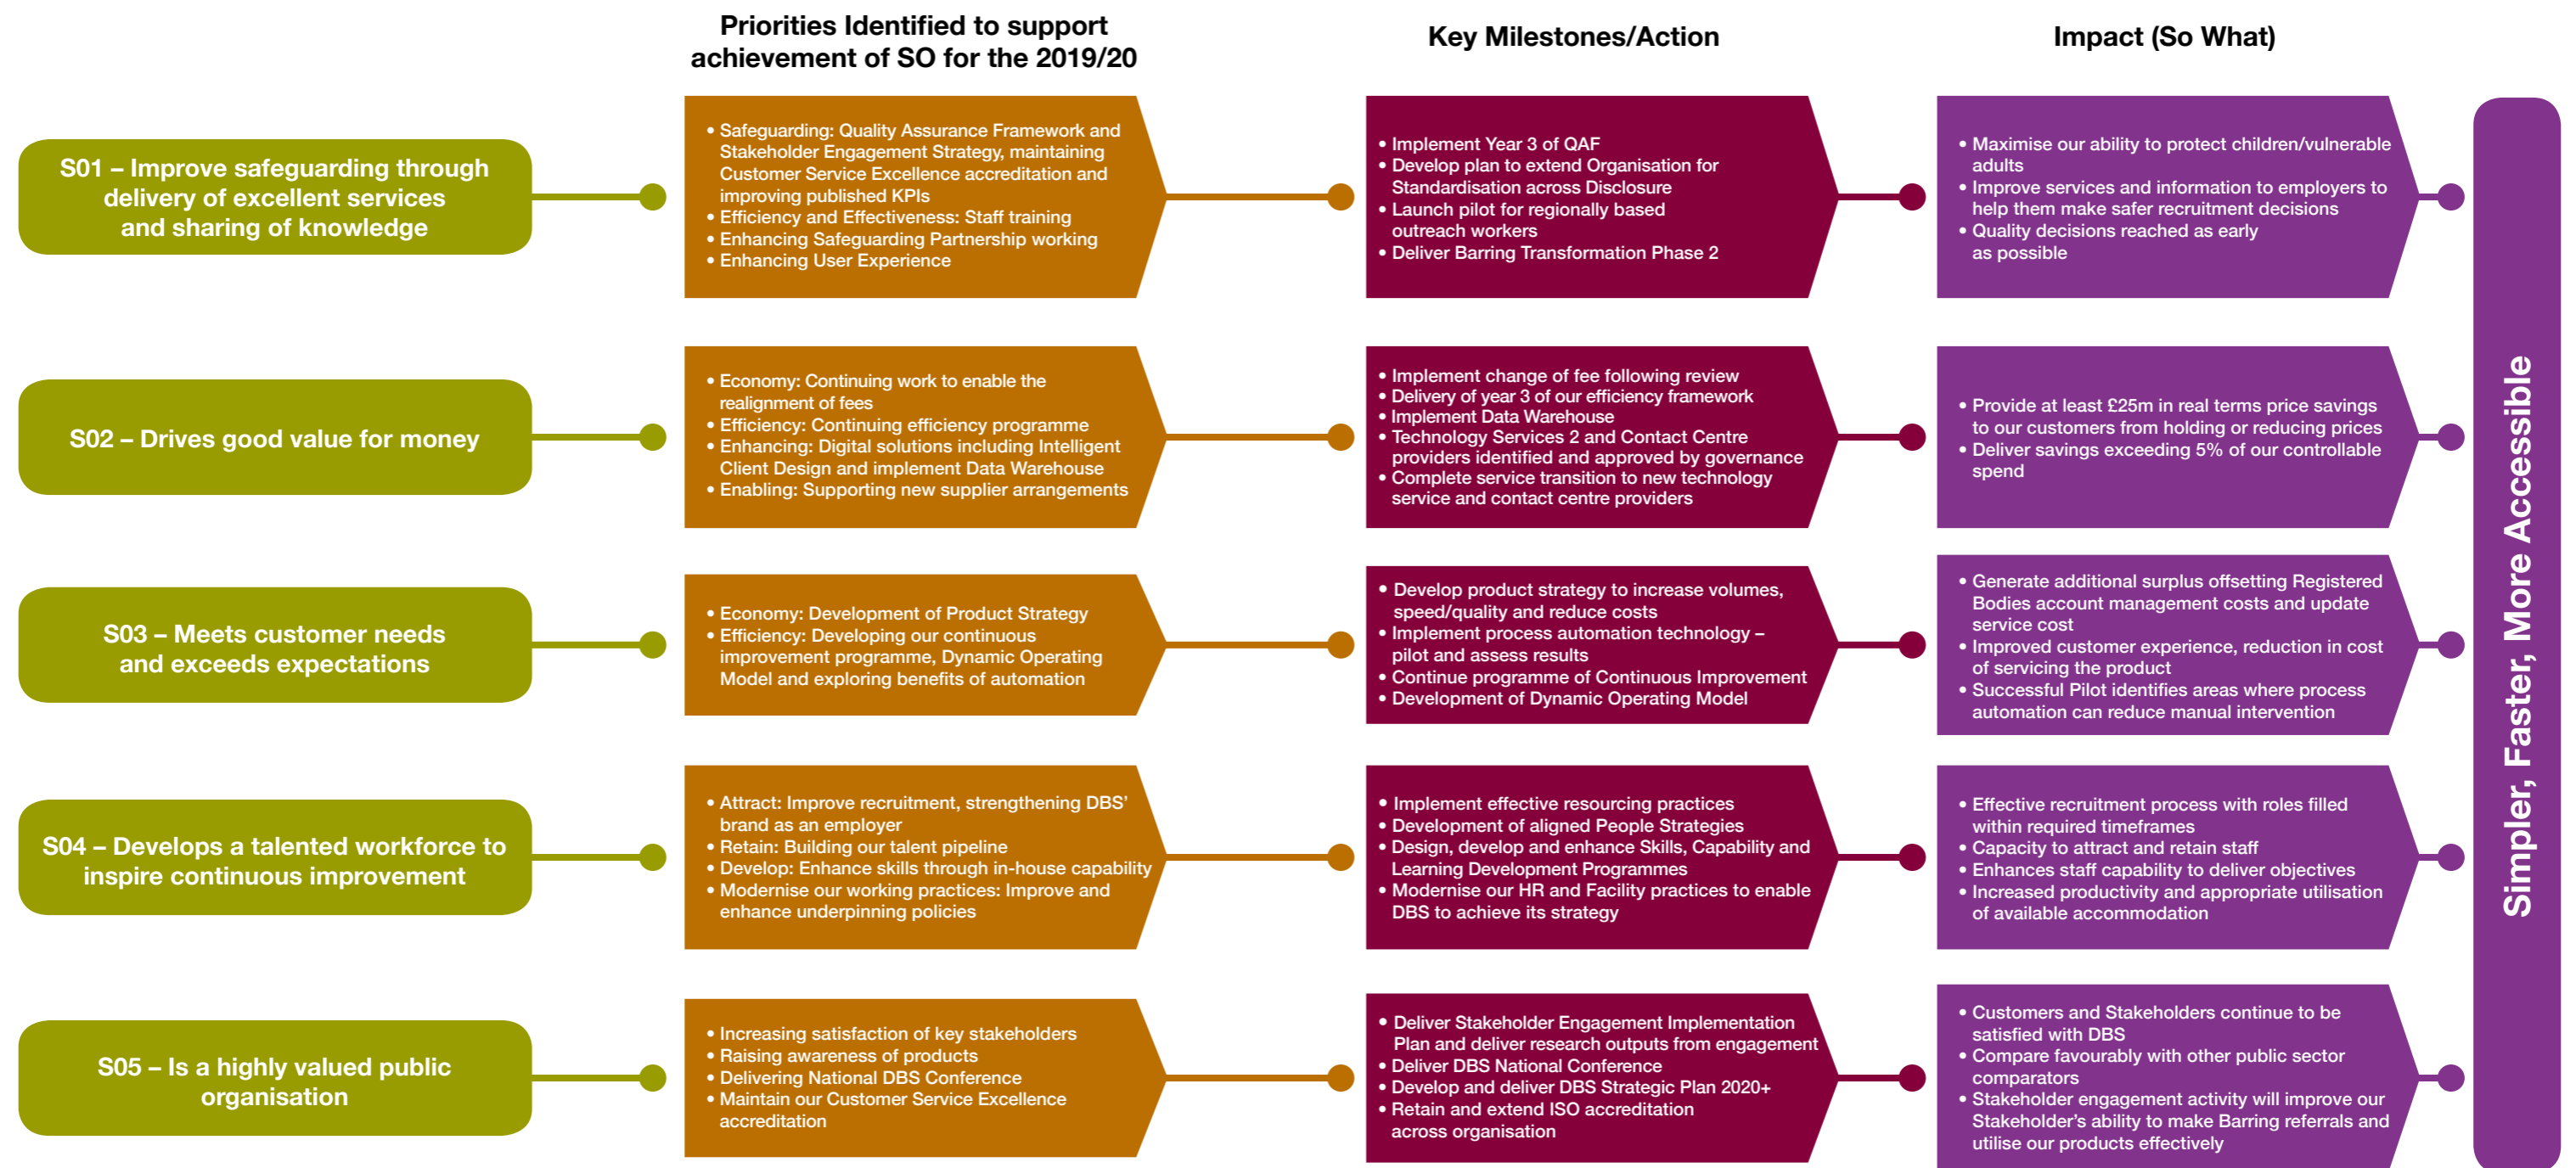 Priorities Identified to support
achievement of SO for the 2019/20
Key Milestones/Action
Impact (So What)
S01 – Improve safeguarding through
delivery of excellent services
and sharing of knowledge
• Safeguarding: Quality Assurance Framework and
Stakeholder Engagement Strategy, maintaining
Customer Service Excellence accreditation and
improving published KPIs
• Efficiency and Effectiveness: Staff training
• Enhancing Safeguarding Partnership working
• Enhancing User Experience
• Implement Year 3 of QAF
• Develop plan to extend Organisation for
Standardisation across Disclosure
• Launch pilot for regionally based
outreach workers
• Deliver Barring Transformation Phase 2
• Maximise our ability to protect children/vulnerable
adults
• Improve services and information to employers to
help them make safer recruitment decisions
• Quality decisions reached as early
as possible
S02 – Drives good value for money
• Economy: Continuing work to enable the
realignment of fees
• Efficiency: Continuing efficiency programme
• Enhancing: Digital solutions including Intelligent
Client Design and implement Data Warehouse
• Enabling: Supporting new supplier arrangements
• Implement change of fee following review
• Delivery of year 3 of our efficiency framework
• Implement Data Warehouse
• Technology Services 2 and Contact Centre
providers identified and approved by governance
• Complete service transition to new technology
service and contact centre providers
• Provide at least £25m in real terms price savings
to our customers from holding or reducing prices
• Deliver savings exceeding 5% of our controllable
spend
S03 – Meets customer needs
and exceeds expectations
• Economy: Development of Product Strategy
• Efficiency: Developing our continuous
improvement programme, Dynamic Operating
Model and exploring benefits of automation
• Develop product strategy to increase volumes,
speed/quality and reduce costs
• Implement process automation technology –
pilot and assess results
• Continue programme of Continuous Improvement
• Development of Dynamic Operating Model
• Generate additional surplus offsetting Registered
Bodies account management costs and update
service cost
• Improved customer experience, reduction in cost
of servicing the product
• Successful Pilot identifies areas where process
automation can reduce manual intervention
S04 – Develops a talented workforce to
inspire continuous improvement
• Attract: Improve recruitment, strengthening DBS'
brand as an employer
• Retain: Building our talent pipeline
• Develop: Enhance skills through in-house capability
• Modernise our working practices: Improve and
enhance underpinning policies
• Implement effective resourcing practices
• Development of aligned People Strategies
• Design, develop and enhance Skills, Capability and
Learning Development Programmes
• Modernise our HR and Facility practices to enable
DBS to achieve its strategy
• Effective recruitment process with roles filled
within required timeframes
• Capacity to attract and retain staff
• Enhances staff capability to deliver objectives
• Increased productivity and appropriate utilisation
of available accommodation
S05 – Is a highly valued public
organisation
• Increasing satisfaction of key stakeholders
• Raising awareness of products
• Delivering National DBS Conference
• Maintain our Customer Service Excellence
accreditation
• Deliver Stakeholder Engagement Implementation
Plan and deliver research outputs from engagement
• Deliver DBS National Conference
• Develop and deliver DBS Strategic Plan 2020+
• Retain and extend ISO accreditation
across organisation
• Customers and Stakeholders continue to be
satisfied with DBS
• Compare favourably with other public sector
comparators
• Stakeholder engagement activity will improve our
Stakeholder's ability to make Barring referrals and
utilise our products effectively
Simpler, Faster, More Accessible